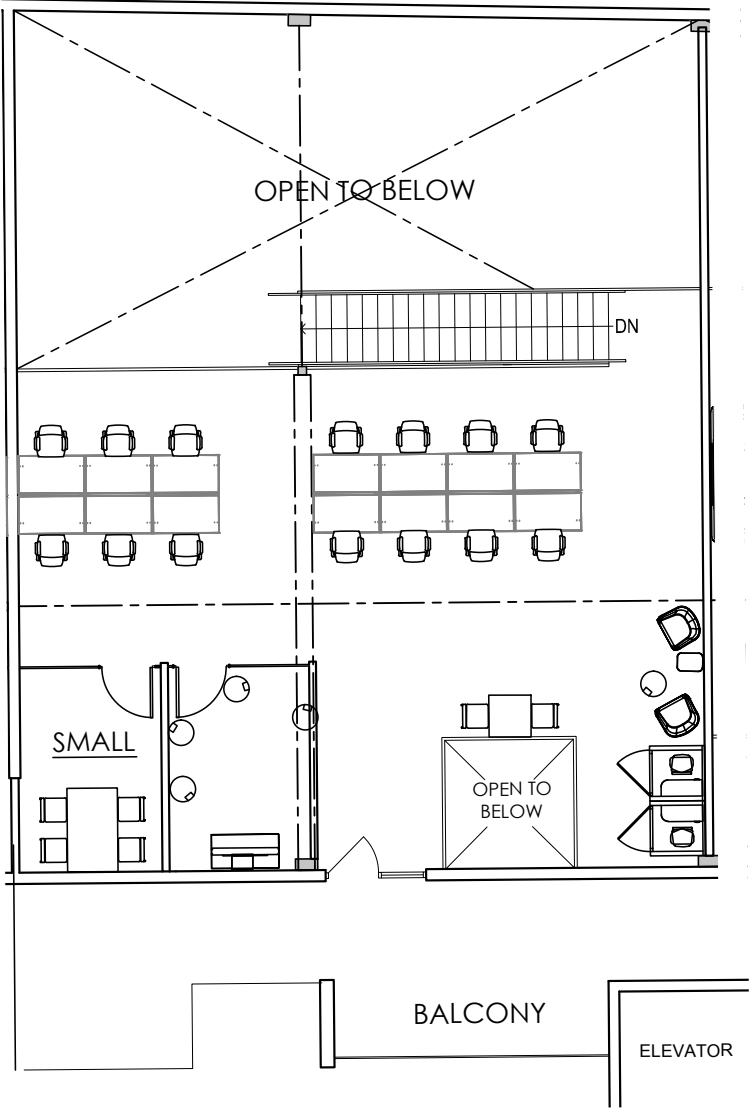 OPEN TO BELOW
DN
SMALL
OPEN TO
BELOW
BALCONY
ELEVATOR